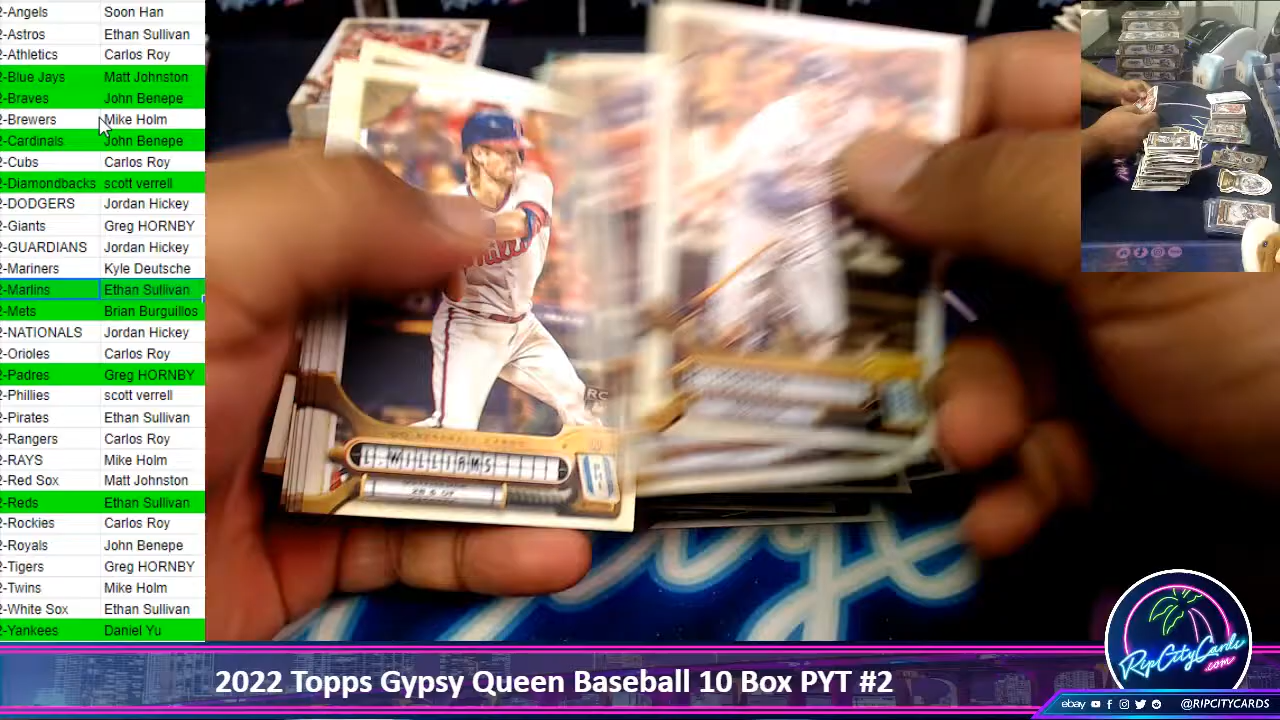 2-Angels Soon Han
2-Astros Ethan Sullivan
2-Athletics Carlos Roy
2-Blue Jays Matt Johnston
2-Braves John Benepe
2-Brewers Mike Holm
2-Cardinals John Benepe
2-Cubs Carlos Roy
2-Diamondbacks scott verrell
2-DODGERS Jordan Hickey
2-Giants Greg HORNBY
2-GUARDIANS Jordan Hickey
2-Mariners Kyle Deutsche
2-Marlins Ethan Sullivan
2-Mets Brian Burguillos
2-NATIONALS Jordan Hickey
2-Orioles Carlos Roy
2-Padres Greg HORNBY
2-Phillies scott verrell
2-Pirates Ethan Sullivan
2-Rangers Carlos Roy
2-RAYS Mike Holm
2-Red Sox Matt Johnston
2-Reds Ethan Sullivan
2-Rockies Carlos Roy
2-Royals John Benepe
2-Tigers Greg HORNBY
2-Twins Mike Holm
2-White Sox Ethan Sullivan
2-Yankees Daniel Yu
Phillies
RC
L. WILLIAMS
2022 Topps Gypsy Queen Baseball 10 Box PYT #2
RipCityCards
.com
ebay @RIPCITYCARDS